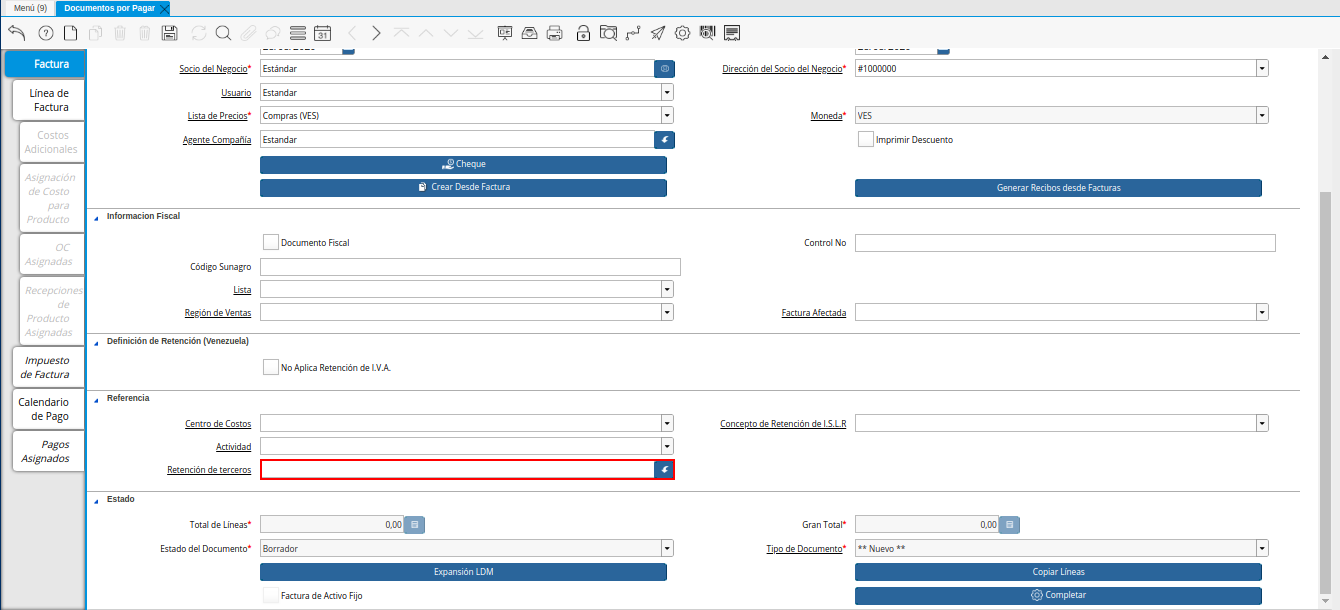 Menú (9) Documentos por Pagar
31
Factura
Línea de
Factura
Costos
Adicionales
Asignación
de Costo
para
Producto
OC
Asignadas
Recepciones
de
Producto
Asignadas
Impuesto
de Factura
Calendario
de Pago
Pagos
Asignados
Socio del Negocio* Estándar Dirección del Socio del Negocio* #1000000
Usuario Estandar
Lista de Precios* Compras (VES) Moneda* VES
Agente Compañía Estandar Imprimir Descuento
Cheque
Crear Desde Factura Generar Recibos desde Facturas
Informacion Fiscal
Documento Fiscal Control No
Código Sunagro
Lista
Región de Ventas Factura Afectada
Definición de Retención (Venezuela)
No Aplica Retención de I.V.A.
Referencia
Centro de Costos Concepto de Retención de I.S.L.R
Actividad
Retención de terceros
Estado
Total de Líneas* 0,00 Gran Total* 0,00
Estado del Documento* Borrador Tipo de Documento* ** Nuevo **
Expansión LDM Copiar Líneas
Factura de Activo Fijo Completar